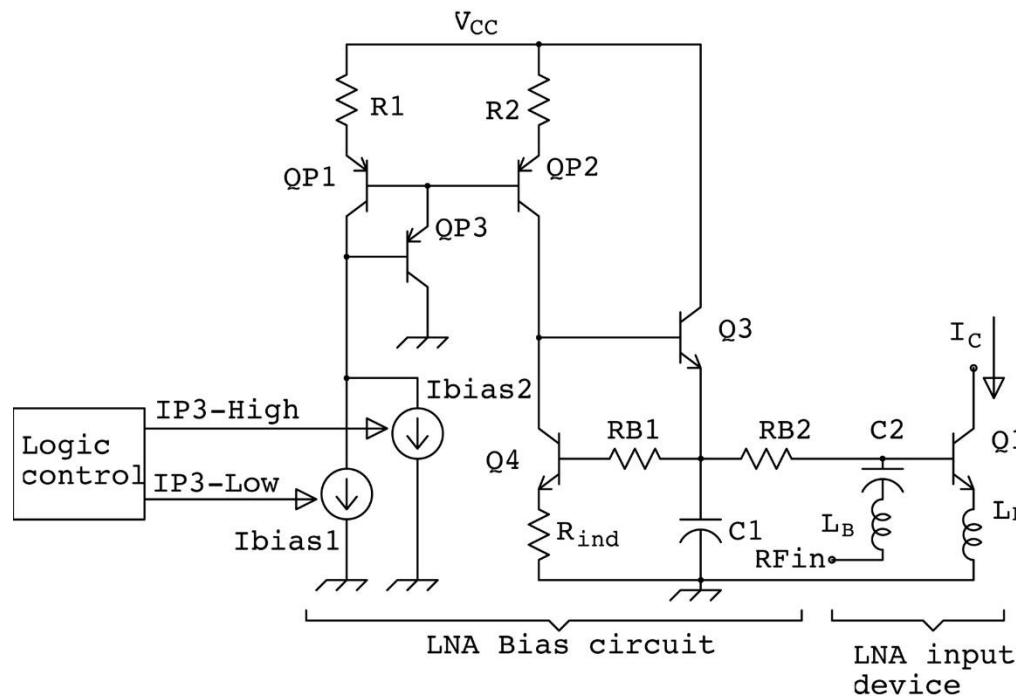 VCC
R1
R2
QP1
QP2
QP3
Q3
IC
Ibias2
IP3-High
RB1
RB2
C2
Q1
Logic
control
IP3-Low
Q4
Rind
C1
LB
RFin
Ibias1
LNA Bias circuit
LNA input
device